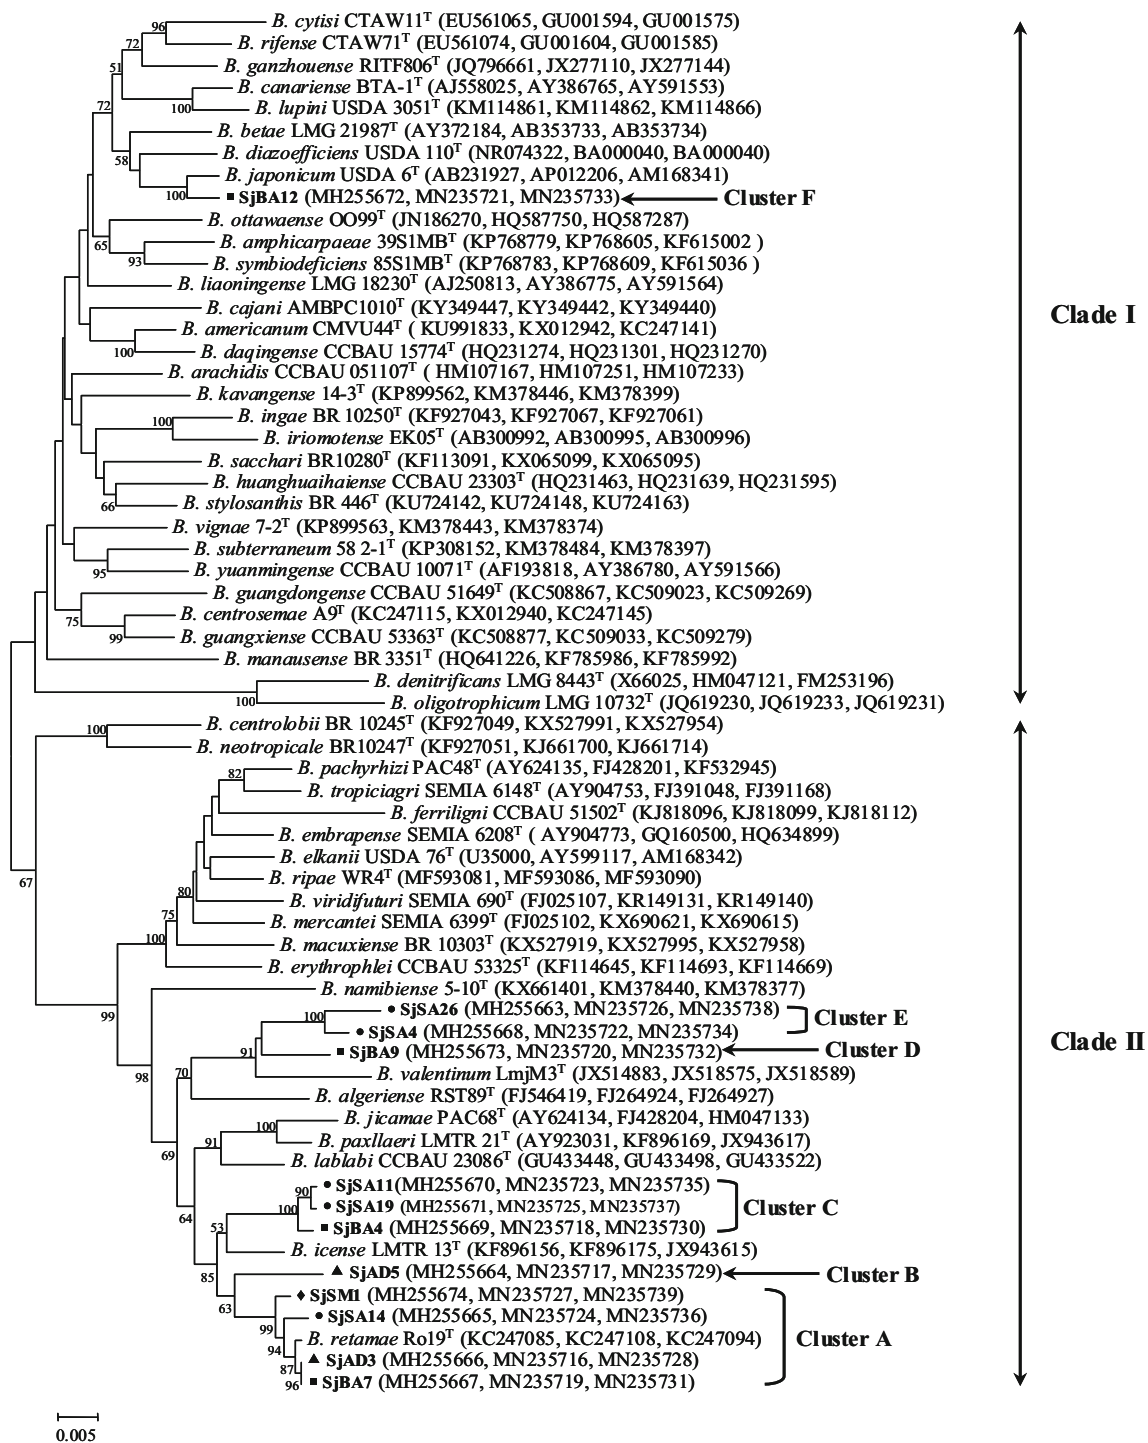 96 B. cytisi CTAW11T (EU561065, GU001594, GU001575)
72 B. rifense CTAW71T (EU561074, GU001604, GU001585)
51 B. ganzhouense RITF806T (JQ796661, JX277110, JX277144)
B. canariense BTA-1T (AJ558025, AY386765, AY591553)
72 100 B. lupini USDA 3051T (KM114861, KM114862, KM114866)
B. betae LMG 21987T (AY372184, AB353733, AB353734)
58 B. diazoefficiens USDA 110T (NR074322, BA000040, BA000040)
B. japonicum USDA 6T (AB231927, AP012206, AM168341)
100 SjBA12 (MH255672, MN235721, MN235733) Cluster F
B. ottawaense OO99T (JN186270, HQ587750, HQ587287)
65 B. amphicarpaeae 39S1MBT (KP768779, KP768605, KF615002 )
93 B. symbiodeficiens 85S1MBT (KP768783, KP768609, KF615036 )
B. liaoningense LMG 18230T (AJ250813, AY386775, AY591564)
B. cajani AMBPC1010T (KY349447, KY349442, KY349440)
Clade I
B. americanum CMVU44T ( KU991833, KX012942, KC247141)
100 B. daqingense CCBAU 15774T (HQ231274, HQ231301, HQ231270)
B. arachidis CCBAU 051107T ( HM107167, HM107251, HM107233)
B. kavangense 14-3T (KP899562, KM378446, KM378399)
100 B. ingae BR 10250T (KF927043, KF927067, KF927061)
B. iriomotense EK05T (AB300992, AB300995, AB300996)
B. sacchari BR10280T (KF113091, KX065099, KX065095)
B. huanghuaihaiense CCBAU 23303T (HQ231463, HQ231639, HQ231595)
66 B. stylosanthis BR 446T (KU724142, KU724148, KU724163)
B. vignae 7-2T (KP899563, KM378443, KM378374)
B. subterraneum 58 2-1T (KP308152, KM378484, KM378397)
95 B. yuanmingense CCBAU 10071T (AF193818, AY386780, AY591566)
B. guangdongense CCBAU 51649T (KC508867, KC509023, KC509269)
75 B. centrosemae A9T (KC247115, KX012940, KC247145)
99 B. guangxiense CCBAU 53363T (KC508877, KC509033, KC509279)
B. manausense BR 3351T (HQ641226, KF785986, KF785992)
B. denitrificans LMG 8443T (X66025, HM047121, FM253196)
100 B. oligotrophicum LMG 10732T (JQ619230, JQ619233, JQ619231)
100 B. centrolobii BR 10245T (KF927049, KX527991, KX527954)
B. neotropicale BR10247T (KF927051, KJ661700, KJ661714)
82 B. pachyrhizi PAC48T (AY624135, FJ428201, KF532945)
B. tropiciagri SEMIA 6148T (AY904753, FJ391048, FJ391168)
B. ferriligni CCBAU 51502T (KJ818096, KJ818099, KJ818112)
B. embrapense SEMIA 6208T ( AY904773, GQ160500, HQ634899)
B. elkanii USDA 76T (U35000, AY599117, AM168342)
67 B. ripae WR4T (MF593081, MF593086, MF593090)
80 B. viridifuturi SEMIA 690T (FJ025107, KR149131, KR149140)
75 B. mercantei SEMIA 6399T (FJ025102, KX690621, KX690615)
100 B. macuxiense BR 10303T (KX527919, KX527995, KX527958)
B. erythrophlei CCBAU 53325T (KF114645, KF114693, KF114669)
B. namibiense 5-10T (KX661401, KM378440, KM378377)
99 100 SjSA26 (MH255663, MN235726, MN235738) Cluster E
SjSA4 (MH255668, MN235722, MN235734)
Clade II
91 SjBA9 (MH255673, MN235720, MN235732) Cluster D
98 70 B. valentinum LmjM3T (JX514883, JX518575, JX518589)
B. algeriense RST89T (FJ546419, FJ264924, FJ264927)
100 B. jicamae PAC68T (AY624134, FJ428204, HM047133)
91 B. paxllaeri LMTR 21T (AY923031, KF896169, JX943617)
69 B. lablabi CCBAU 23086T (GU433448, GU433498, GU433522)
90 SjSA11(MH255670, MN235723, MN235735)
100 SjSA19 (MH255671, MN235725, MN235737) Cluster C
64 53 SjBA4 (MH255669, MN235718, MN235730)
B. icense LMTR 13T (KF896156, KF896175, JX943615)
85 SjAD5 (MH255664, MN235717, MN235729) Cluster B
63 SjSM1 (MH255674, MN235727, MN235739)
99 SjSA14 (MH255665, MN235724, MN235736)
94 B. retamae Ro19T (KC247085, KC247108, KC247094) Cluster A
87 SjAD3 (MH255666, MN235716, MN235728)
96 SjBA7 (MH255667, MN235719, MN235731)
0.005